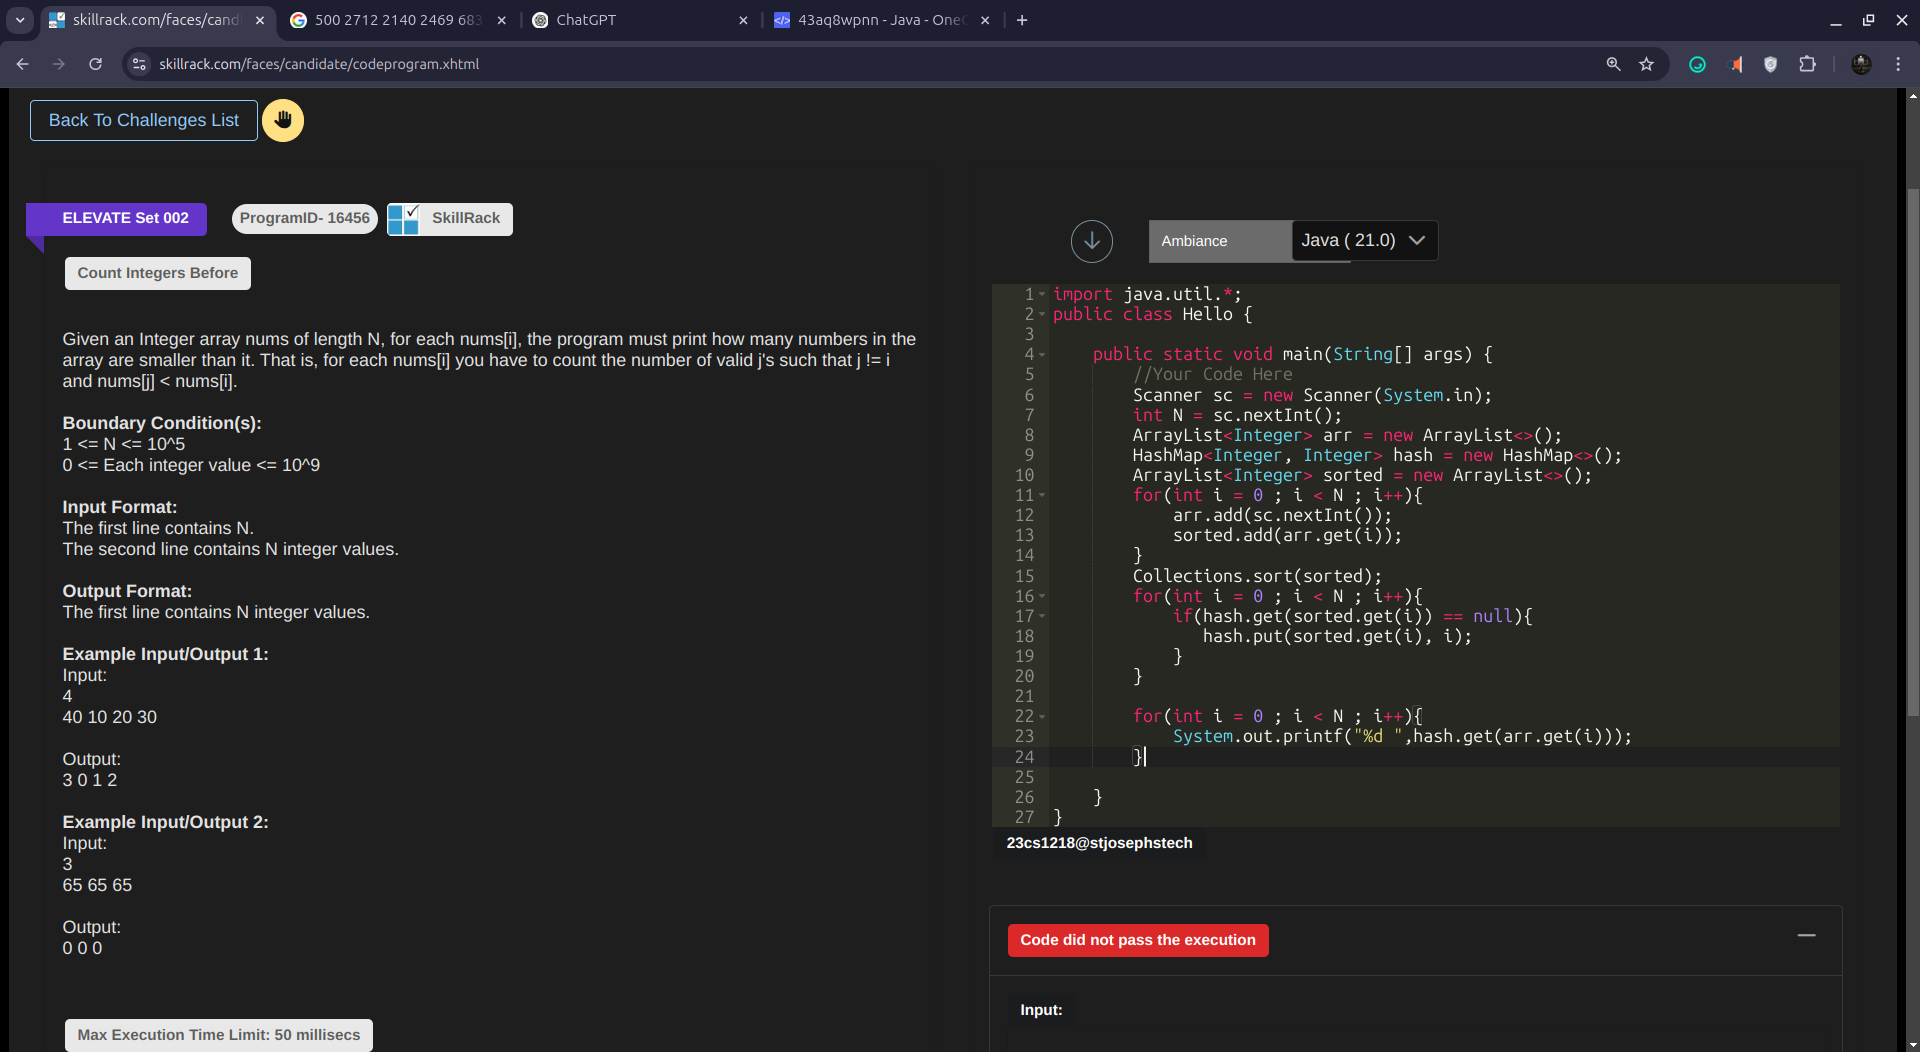 skillrack.com/faces/cand
500 2712 2140 2469 683
ChatGPT
43aq8wpnn - Java - One
skillrack.com/faces/candidate/codeprogram.xhtml
Back To Challenges List
ELEVATE Set 002
ProgramID- 16456
SkillRack
Count Integers Before
Given an Integer array nums of length N, for each nums[i], the program must print how many numbers in the
array are smaller than it. That is, for each nums[i] you have to count the number of valid j's such that j != i
and nums[j] < nums[i].
Boundary Condition(s):
1 <= N <= 10^5
0 <= Each integer value <= 10^9
Input Format:
The first line contains N.
The second line contains N integer values.
Output Format:
The first line contains N integer values.
Example Input/Output 1:
Input:
4
40 10 20 30
Output:
3 0 1 2
Example Input/Output 2:
Input:
3
65 65 65
Output:
0 0 0
Max Execution Time Limit: 50 millisecs
Ambiance
Java ( 21.0)
1 import java.util.*;
2 public class Hello {
3
4 public static void main(String[] args) {
5 //Your Code Here
6 Scanner sc = new Scanner(System.in);
7 int N = sc.nextInt();
8 ArrayList<Integer> arr = new ArrayList<>();
9 HashMap<Integer, Integer> hash = new HashMap<>();
10 ArrayList<Integer> sorted = new ArrayList<>();
11 for(int i = 0 ; i < N ; i++){
12 arr.add(sc.nextInt());
13 sorted.add(arr.get(i));
14 }
15 Collections.sort(sorted);
16 for(int i = 0 ; i < N ; i++){
17 if(hash.get(sorted.get(i)) == null){
18 hash.put(sorted.get(i), i);
19 }
20 }
21
22 for(int i = 0 ; i < N ; i++){
23 System.out.printf("%d ",hash.get(arr.get(i)));
24 }
25
26 }
27 }
23cs1218@stjosephstech
Code did not pass the execution
Input: